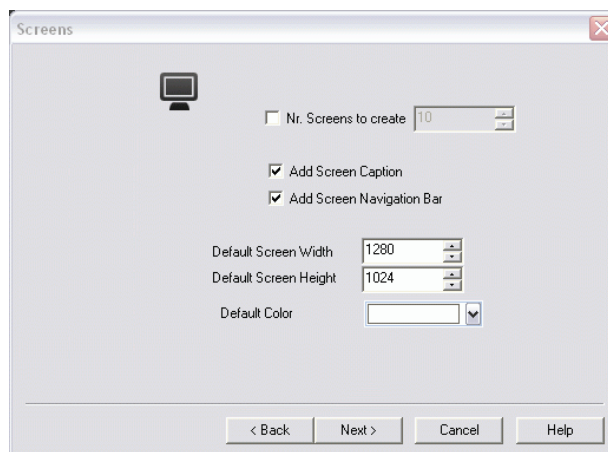 Screens
Nr. Screens to create 10
Add Screen Caption
Add Screen Navigation Bar
Default Screen Width 1280
Default Screen Height 1024
Default Color
< Back Next > Cancel Help